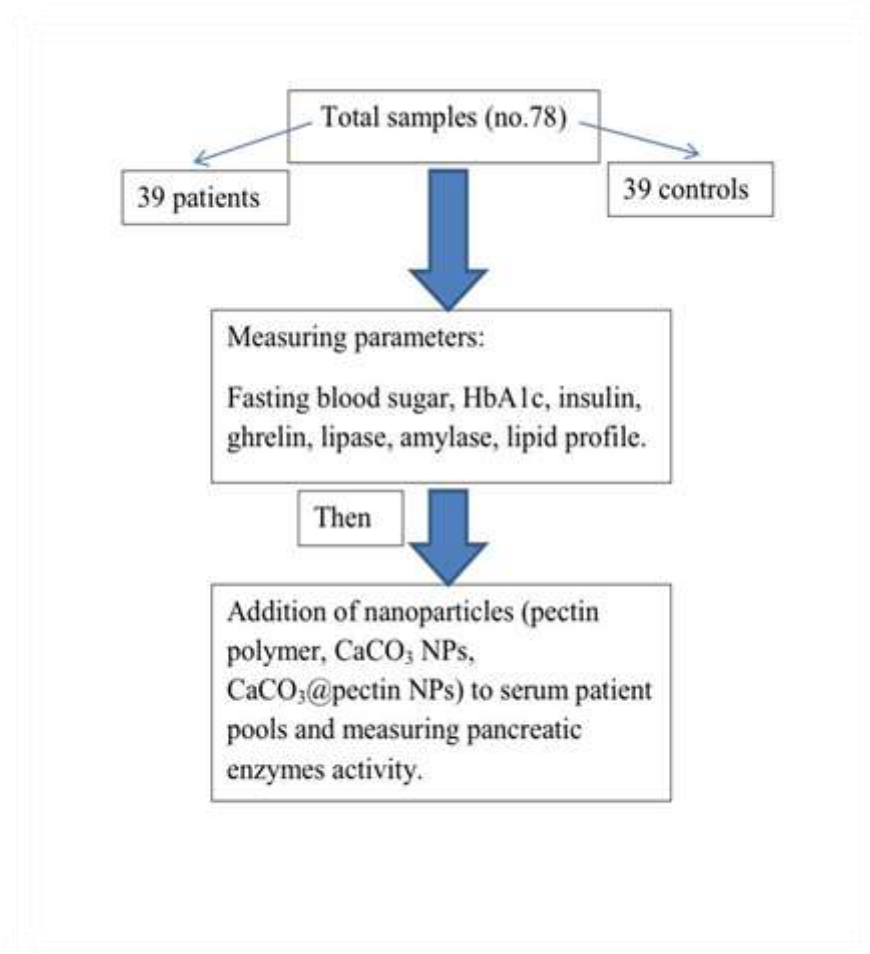 Total samples (no.78)
39 patients
39 controls
Measuring parameters:
Fasting blood sugar, HbA1c, insulin,
ghrelin, lipase, amylase, lipid profile.
Then
Addition of nanoparticles (pectin
polymer, CaCO₃ NPs,
CaCO₃@pectin NPs) to serum patient
pools and measuring pancreatic
enzymes activity.